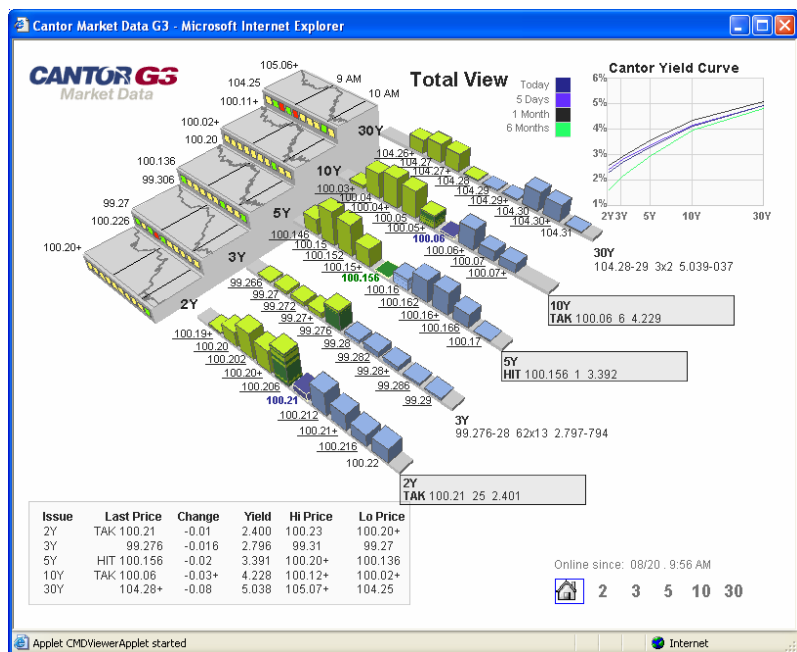 Cantor Market Data G3 - Microsoft Internet Explorer
CANTOR G3
Market Data
Total View
Today
5 Days
1 Month
6 Months
Cantor Yield Curve
6%
5%
4%
3%
2%
1%
2Y 3Y 5Y 10Y 30Y
105.06+
104.25
100.11+
100.02+
100.20
100.136
99.306
99.27
100.226
100.20+
9 AM
10 AM
30Y
104.26+
104.27
104.27+
104.28
104.29
104.29+
104.30
104.30+
104.31
30Y
104.28-29 3x2 5.039-037
10Y
100.03+
100.04
100.04+
100.05
100.05+
100.06
100.06+
100.07
100.07+
10Y
TAK 100.06 6 4.229
5Y
100.146
100.15
100.152
100.15+
100.156
100.16
100.162
100.16+
100.166
100.17
5Y
HIT 100.156 1 3.392
3Y
99.266
99.27
99.272
99.27+
99.276
99.28
99.282
99.28+
99.286
99.29
3Y
99.276-28 62x13 2.797-794
2Y
100.19+
100.20
100.202
100.20+
100.206
100.21
100.212
100.21+
100.216
100.22
2Y
TAK 100.21 25 2.401
Issue Last Price Change Yield Hi Price Lo Price
2Y TAK 100.21 -0.01 2.400 100.23 100.20+
3Y 99.276 -0.016 2.796 99.31 99.27
5Y HIT 100.156 -0.02 3.391 100.20+ 100.136
10Y TAK 100.06 -0.03+ 4.228 100.12+ 100.02+
30Y 104.28+ -0.08 5.038 105.07+ 104.25
Online since: 08/20 . 9:56 AM
2 3 5 10 30
Applet CMDViewerApplet started
Internet